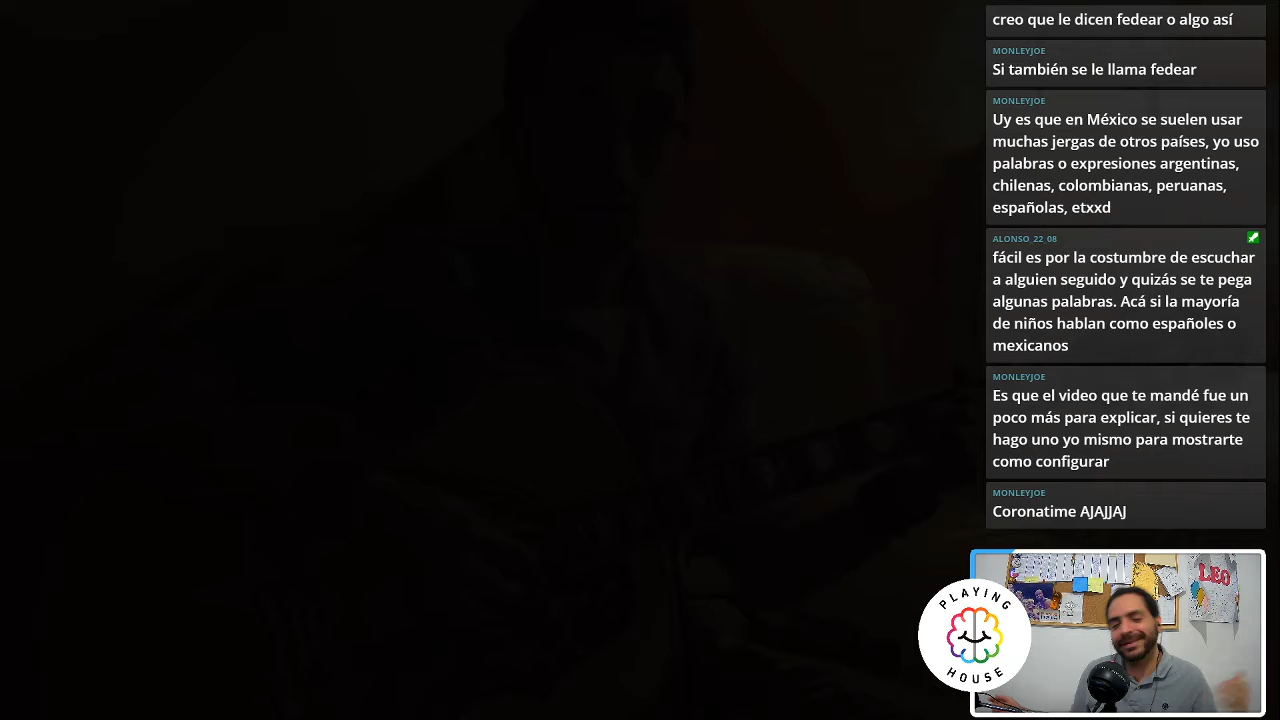 creo que le dicen fedear o algo así
MONLEYJOE
Si también se le llama fedear
MONLEYJOE
Uy es que en México se suelen usar
muchas jergas de otros países, yo uso
palabras o expresiones argentinas,
chilenas, colombianas, peruanas,
españolas, etxxd
ALONSO_22_08
fácil es por la costumbre de escuchar
a alguien seguido y quizás se te pega
algunas palabras. Acá si la mayoría
de niños hablan como españoles o
mexicanos
MONLEYJOE
Es que el video que te mandé fue un
poco más para explicar, si quieres te
hago uno yo mismo para mostrarte
como configurar
MONLEYJOE
Coronatime AJAJJAJ
PLAYING
HOUSE
LEO